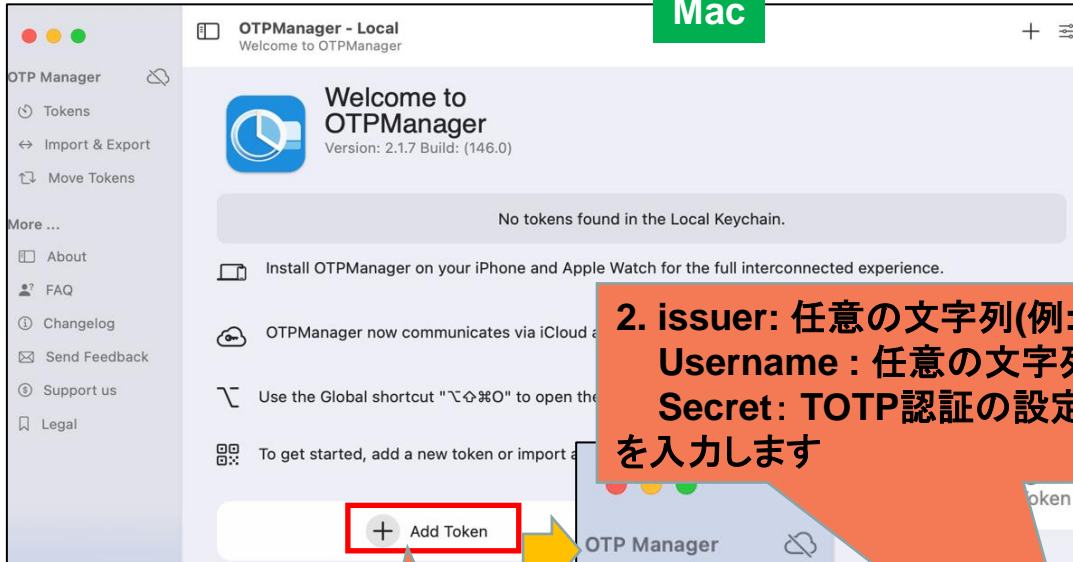 Mac
OTPManager - Local
Welcome to OTPManager
OTP Manager
Tokens
Import & Export
Move Tokens
More ...
About
FAQ
Changelog
Send Feedback
Support us
Legal
Welcome to
OTPManager
Version: 2.1.7 Build: (146.0)
No tokens found in the Local Keychain.
Install OTPManager on your iPhone and Apple Watch for the full interconnected experience.
OTPManager now communicates via iCloud
Use the Global shortcut "⌥⇧⌘O" to open the
To get started, add a new token or import
Add Token
2. issuer: 任意の文字列(例:
Username : 任意の文字列
Secret: TOTP認証の設定
を入力します
OTP Manager
oken